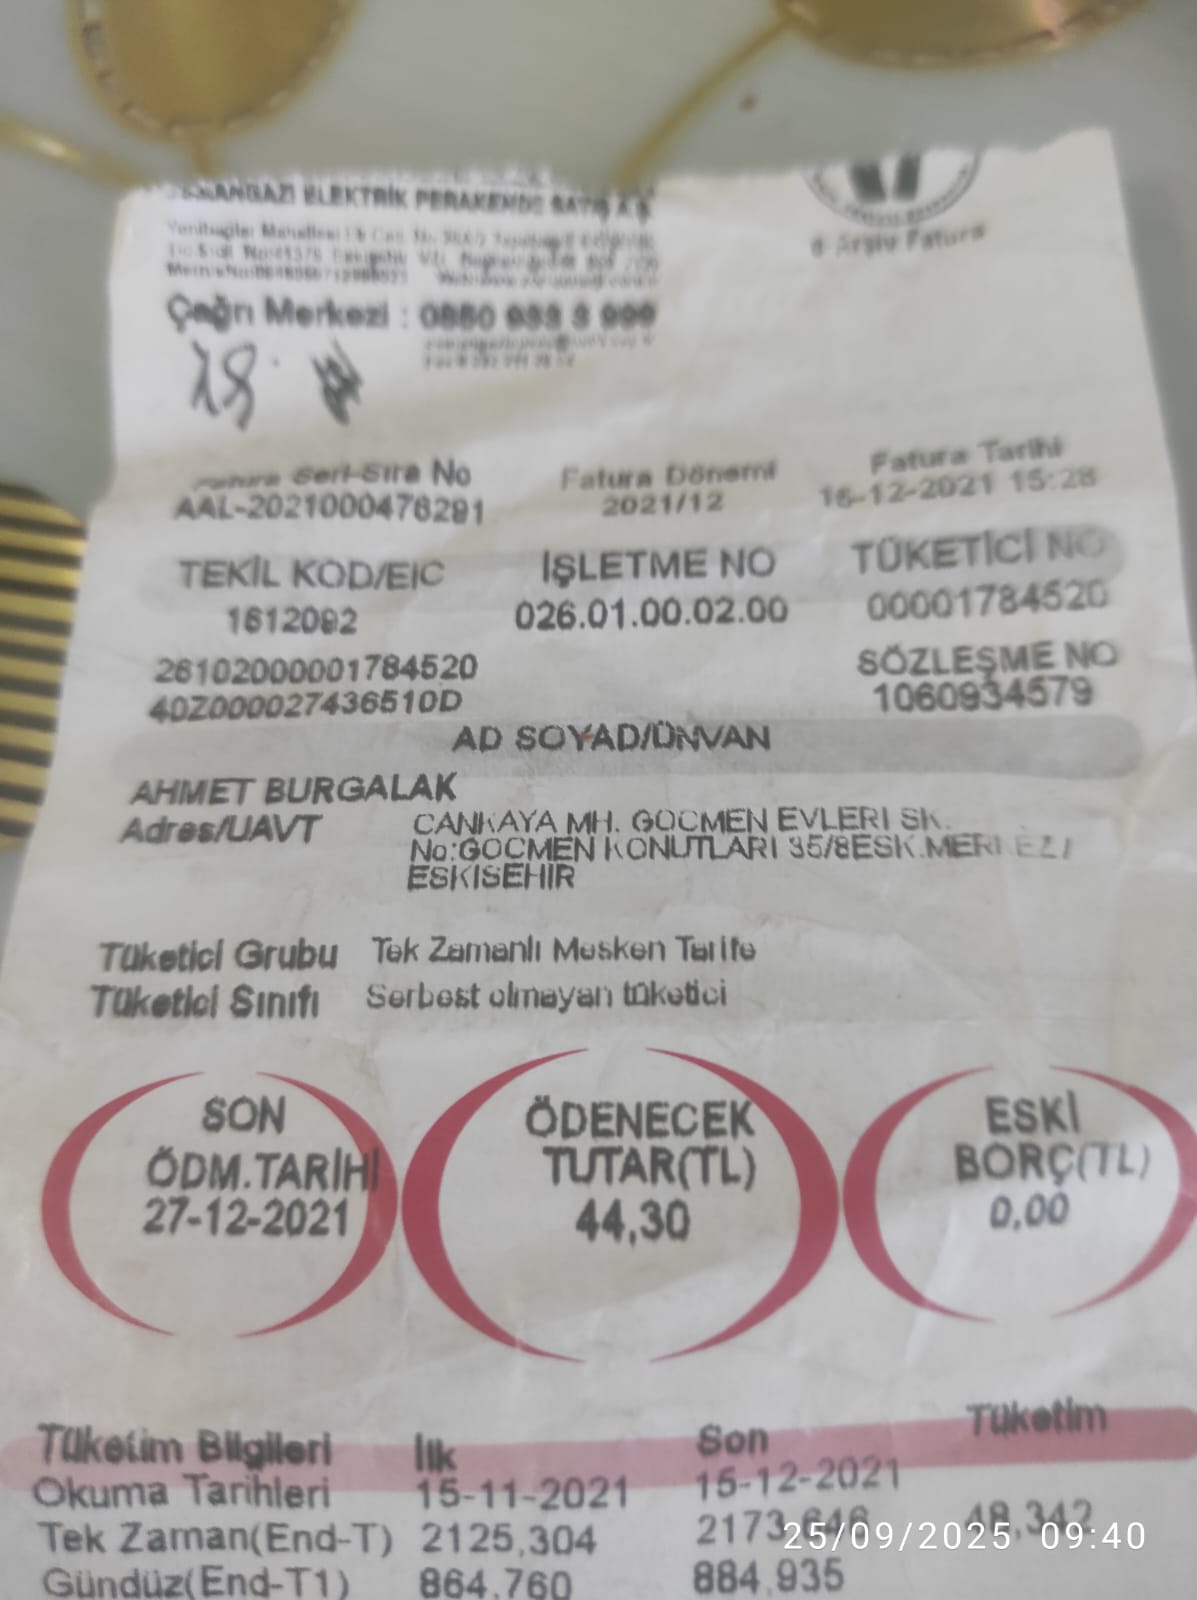 ELEKTRİK PERAKENDE SATIŞ A.Ş.
e-Arşiv Fatura
Çağrı Merkezi : 0850 933 3 999
Fatura Seri-Sıra No Fatura Dönemi Fatura Tarihi
AAL-2021000476291 2021/12 16-12-2021 15:28
TEKİL KOD/EIC İŞLETME NO TÜKETİCİ NO
1612092 026.01.00.02.00 00001784520
26102000001784520 SÖZLEŞME NO
40Z000027436510D 1060934579
AD SOYAD/ÜNVAN
AHMET BURGALAK
Adres/UAVT CANKAYA MH. GOCMEN EVLERI SK.
No:GOCMEN KONUTLARI 35/8ESK.MERKEZ/
ESKISEHIR
Tüketici Grubu Tek Zamanlı Mesken Tarife
Tüketici Sınıfı Serbest olmayan tüketici
SON ÖDENECEK ESKİ
ÖDM.TARİHİ TUTAR(TL) BORÇ(TL)
27-12-2021 44,30 0,00
Tüketim Bilgileri İlk Son Tüketim
Okuma Tarihleri 15-11-2021 15-12-2021
Tek Zaman(End-T) 2125,304 2173,646 48,342
Gündüz(End-T1) 864,760 884,935
25/09/2025 09:40